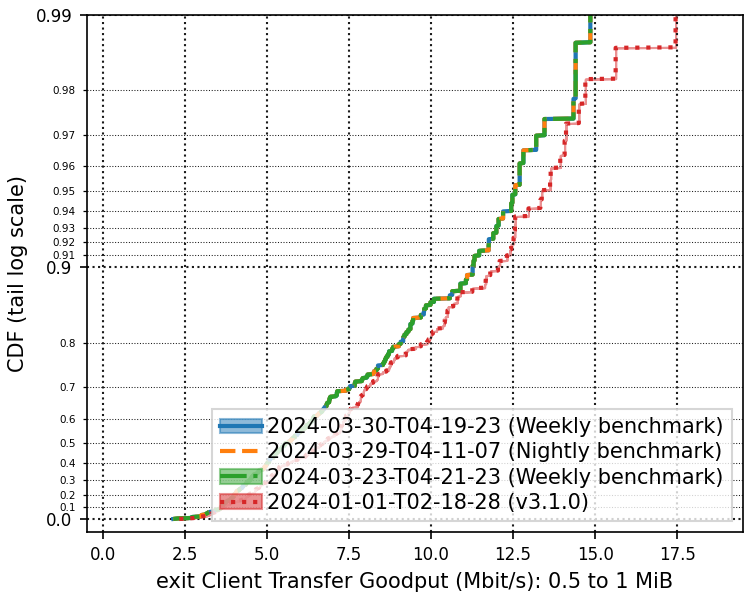 0.99
0.98
0.97
0.96
0.95
0.94
0.93
0.92
0.91
0.9
0.8
0.7
0.6
0.5
0.4
0.3
0.2
0.1
0.0
CDF (tail log scale)
2024-03-30-T04-19-23 (Weekly benchmark)
2024-03-29-T04-11-07 (Nightly benchmark)
2024-03-23-T04-21-23 (Weekly benchmark)
2024-01-01-T02-18-28 (v3.1.0)
0.0 2.5 5.0 7.5 10.0 12.5 15.0 17.5
exit Client Transfer Goodput (Mbit/s): 0.5 to 1 MiB